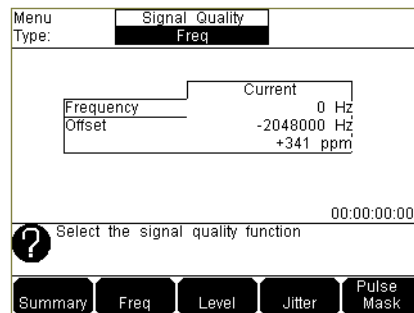 Menu Signal Quality
Type: Freq
Current
Frequency 0 Hz
Offset -2048000 Hz
+341 ppm
00:00:00:00
? Select the signal quality function
Summary Freq Level Jitter Pulse Mask